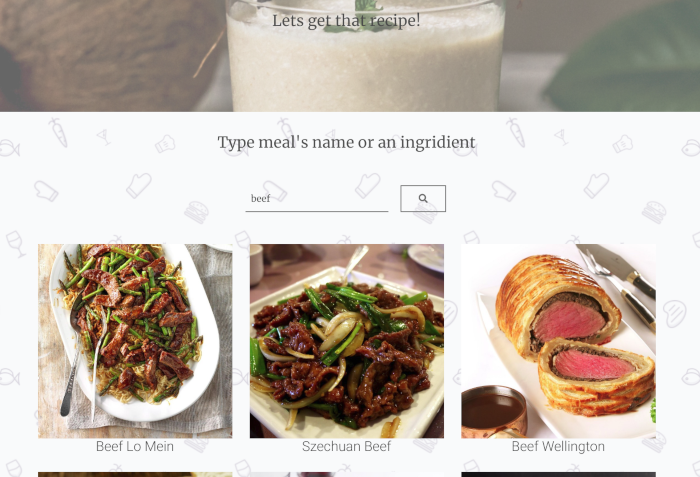 Lets get that recipe!
Type meal's name or an ingridient
beef
Beef Lo Mein
Szechuan Beef
Beef Wellington